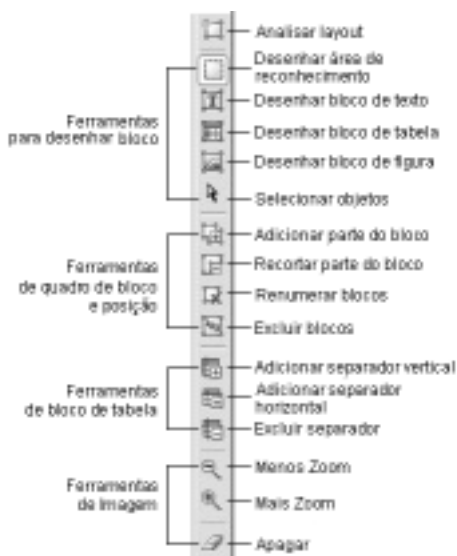 Analisar layout
Desenhar área de
reconhecimento
Desenhar bloco de texto
Ferramentas
para desenhar bloco
Desenhar bloco de tabela
Desenhar bloco de figura
Selecionar objetos
Adicionar parte do bloco
Recortar parte do bloco
Ferramentas
de quadro de bloco
e posição
Renumerar blocos
Excluir blocos
Adicionar separador vertical
Adicionar separador
horizontal
Ferramentas
de bloco de tabela
Excluir separador
Menos Zoom
Ferramentas
de Imagem
Mais Zoom
Apagar